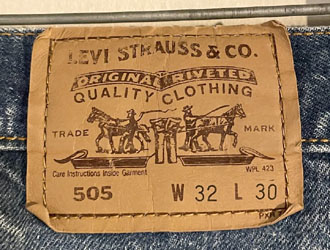 LEVI STRAUSS & CO.
ORIGINAL RIVETED
QUALITY CLOTHING
TRADE MARK
Care Instructions Inside Garment WPL 423
505 W 32 L 30